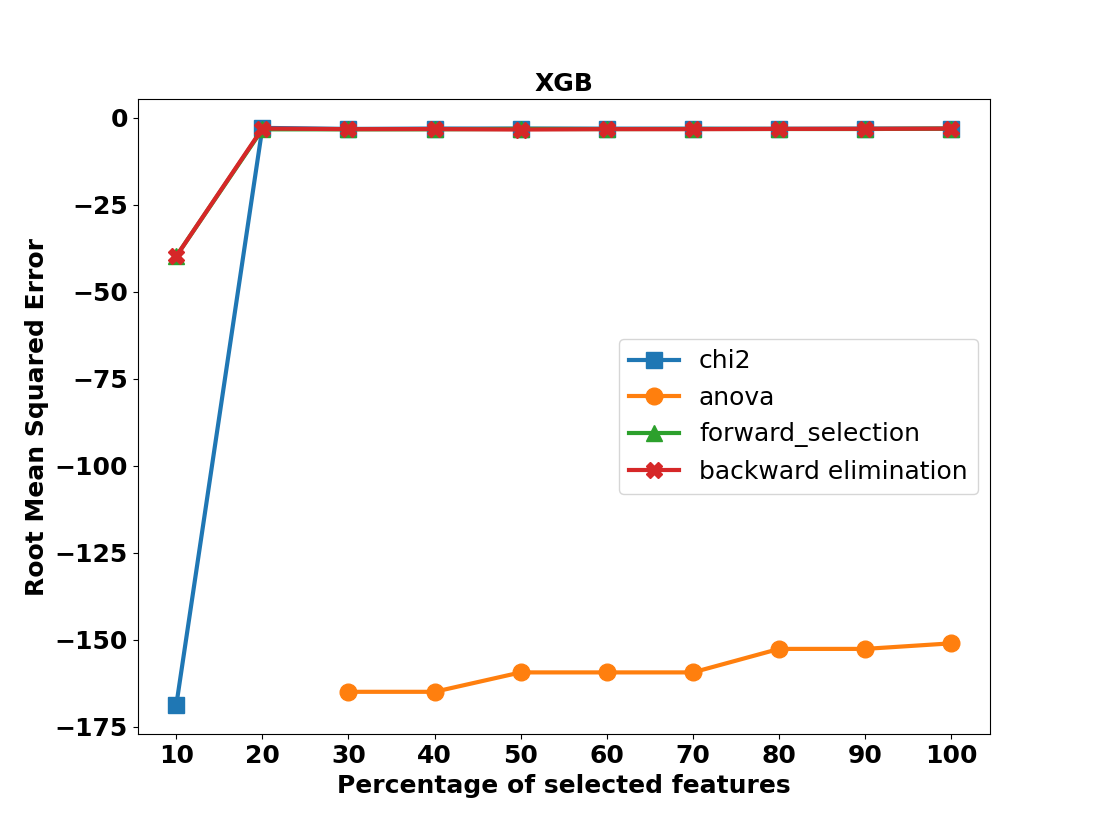 XGB
Root Mean Squared Error
0
−25
−50
−75
−100
−125
−150
−175
chi2
anova
forward_selection
backward elimination
10 20 30 40 50 60 70 80 90 100
Percentage of selected features